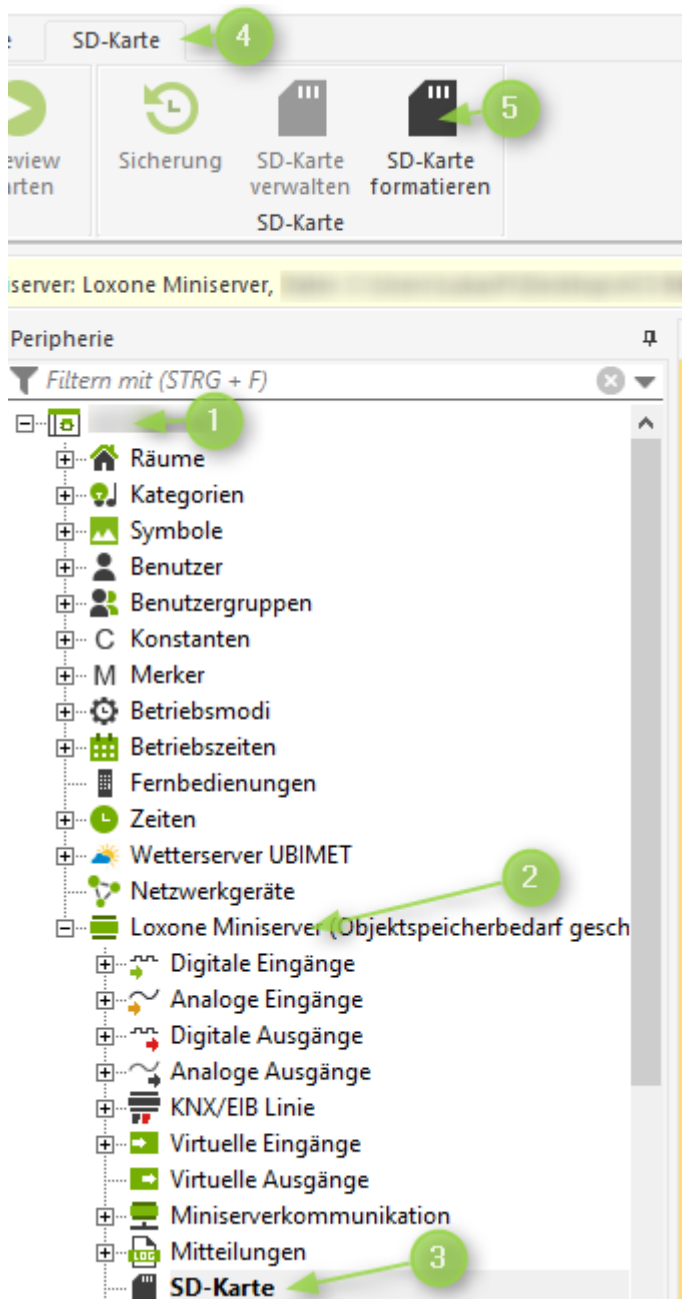 SD-Karte
4
5
Sicherung
SD-Karte
verwalten
SD-Karte
formatieren
SD-Karte
Loxone Miniserver,
Peripherie
Filtern mit (STRG + F)
1
Räume
Kategorien
Symbole
Benutzer
Benutzergruppen
C Konstanten
M Merker
Betriebsmodi
Betriebszeiten
Fernbedienungen
Zeiten
Wetterserver UBIMET
2
Netzwerkgeräte
Loxone Miniserver (Objektspeicherbedarf gesch
Digitale Eingänge
Analoge Eingänge
Digitale Ausgänge
Analoge Ausgänge
KNX/EIB Linie
Virtuelle Eingänge
Virtuelle Ausgänge
Miniserverkommunikation
LOG Mitteilungen
3
SD-Karte